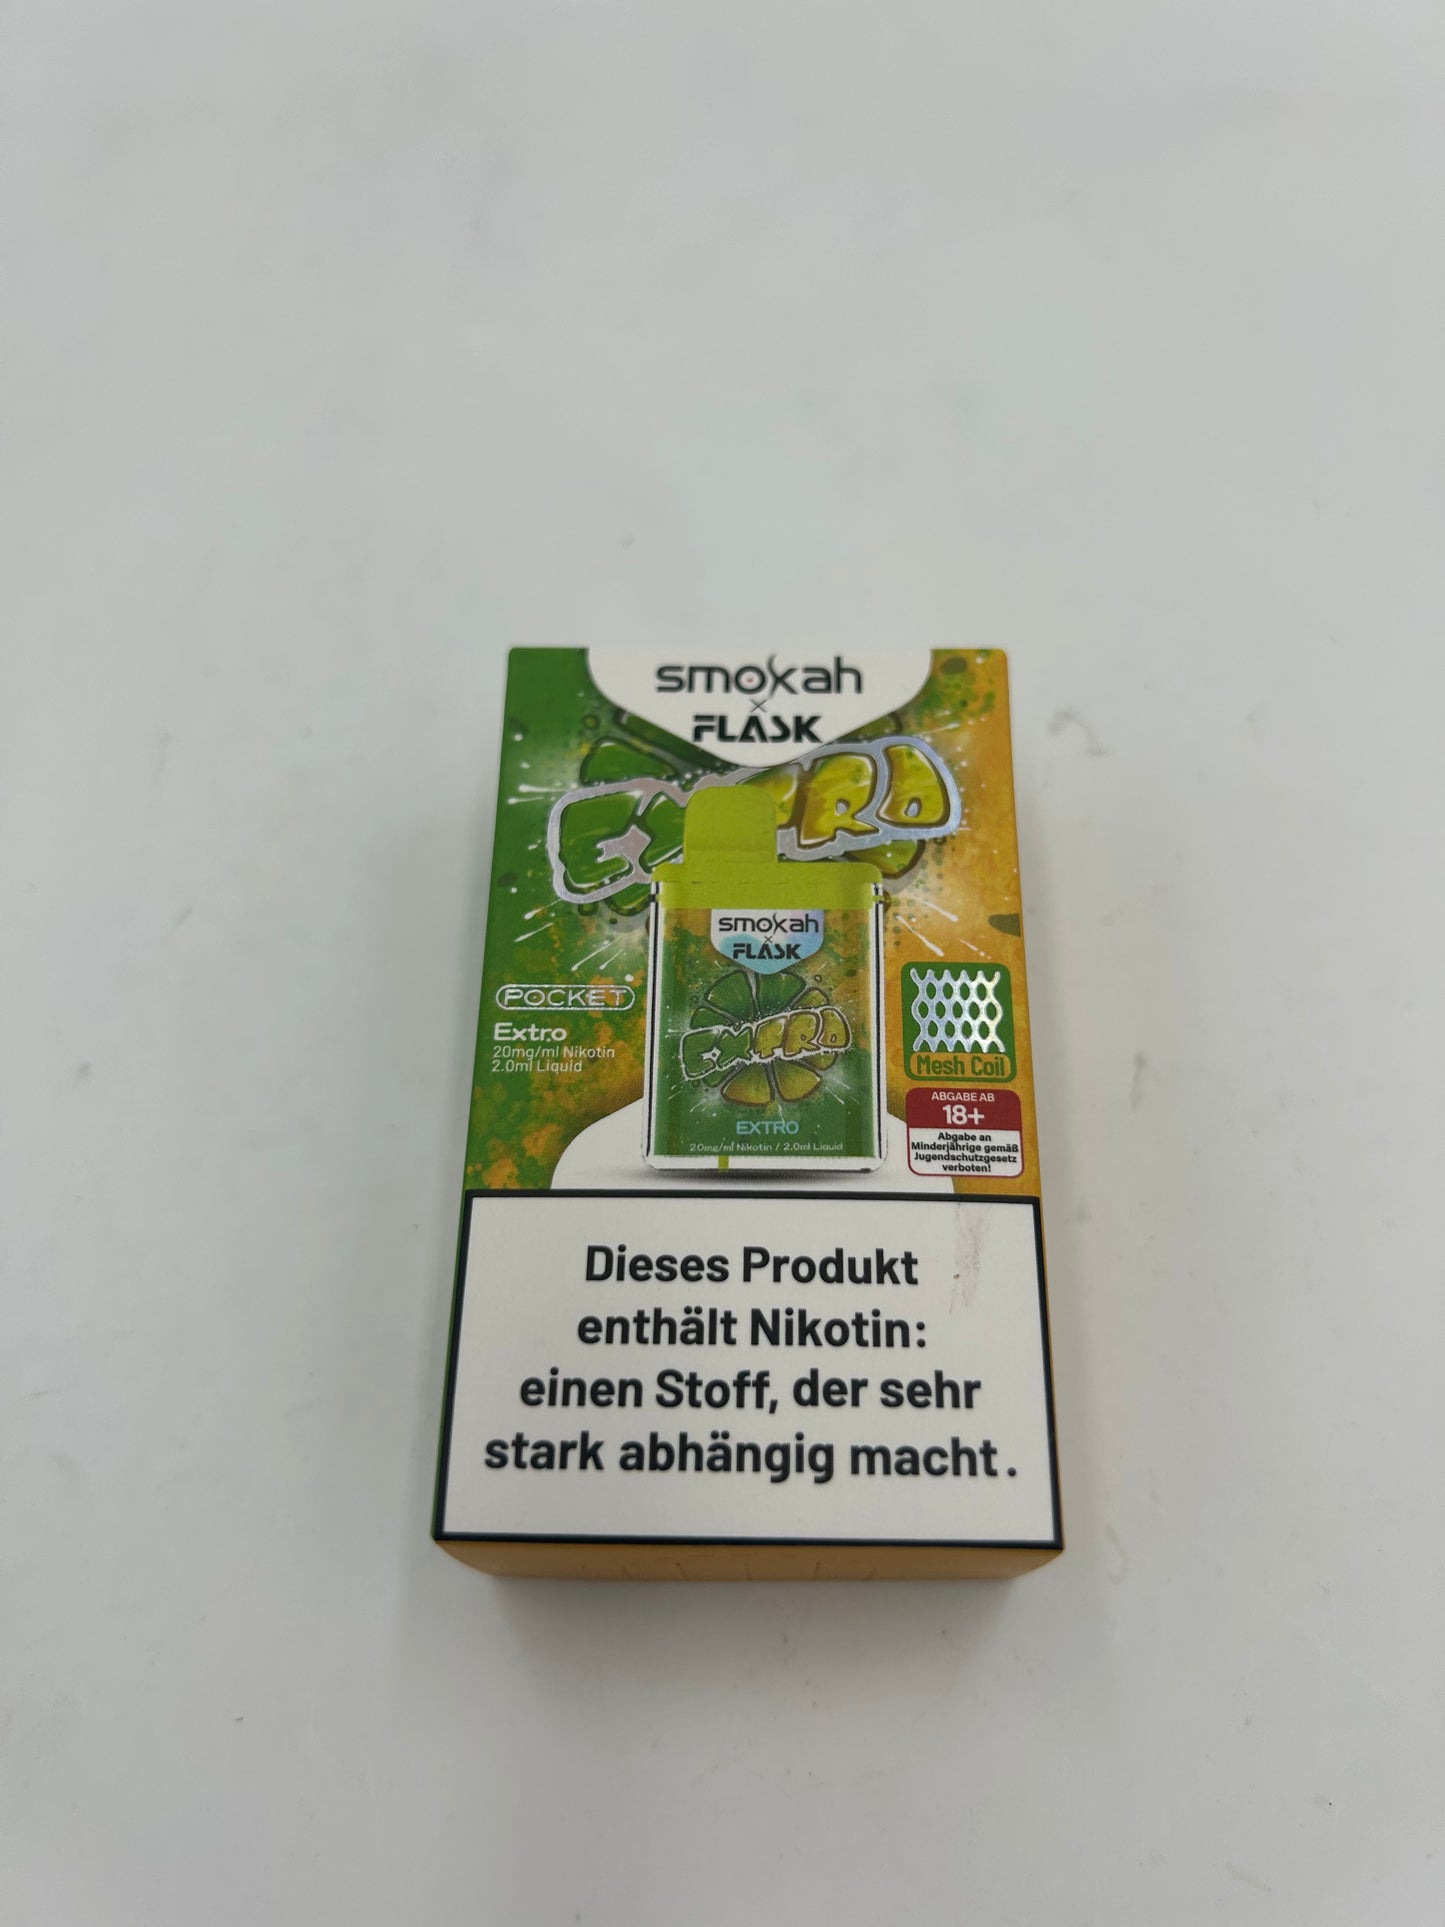 smokah
x
FLASK
EXTRO
smokah
x
FLASK
POCKET
Extro
20mg/ml Nikotin
2.0ml Liquid
EXTRO
EXTRO
20mg/ml Nikotin / 2.0ml Liquid
Mesh Coil
ABGABE AB
18+
Abgabe an
Minderjährige gemäß
Jugendschutzgesetz
verboten!
Dieses Produkt
enthält Nikotin:
einen Stoff, der sehr
stark abhängig macht.